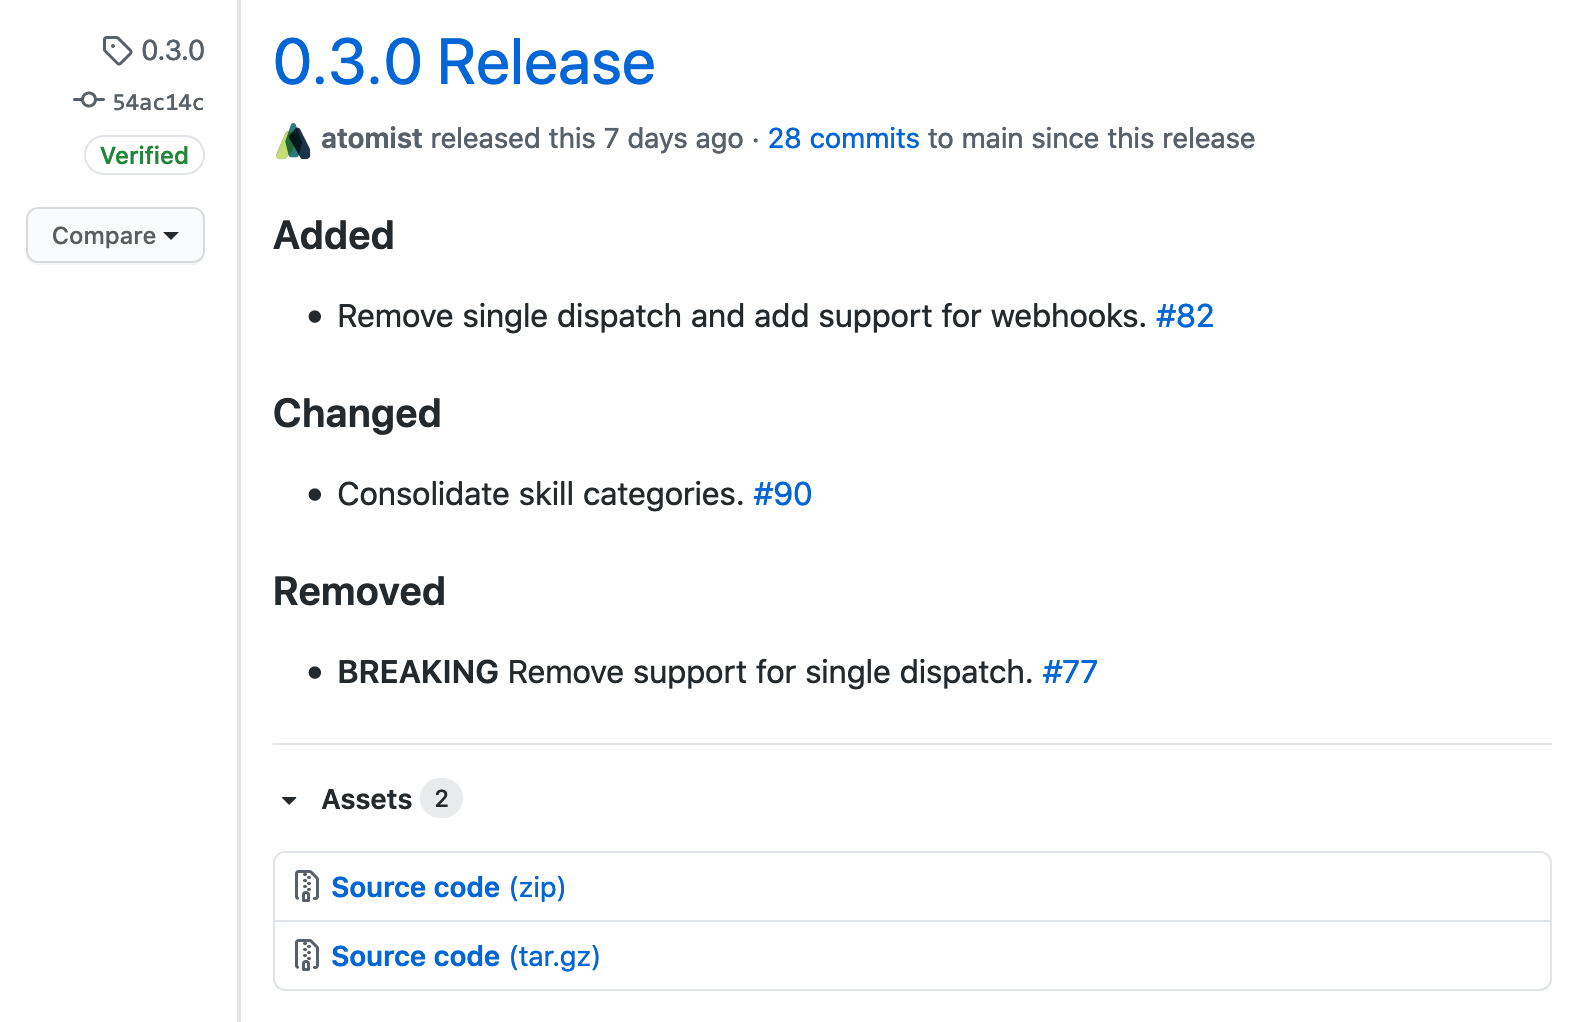 0.3.0
54ac14c
Verified
Compare
0.3.0 Release
atomist released this 7 days ago · 28 commits to main since this release
Added
• Remove single dispatch and add support for webhooks. #82
Changed
• Consolidate skill categories. #90
Removed
• BREAKING Remove support for single dispatch. #77
Assets 2
Source code (zip)
Source code (tar.gz)